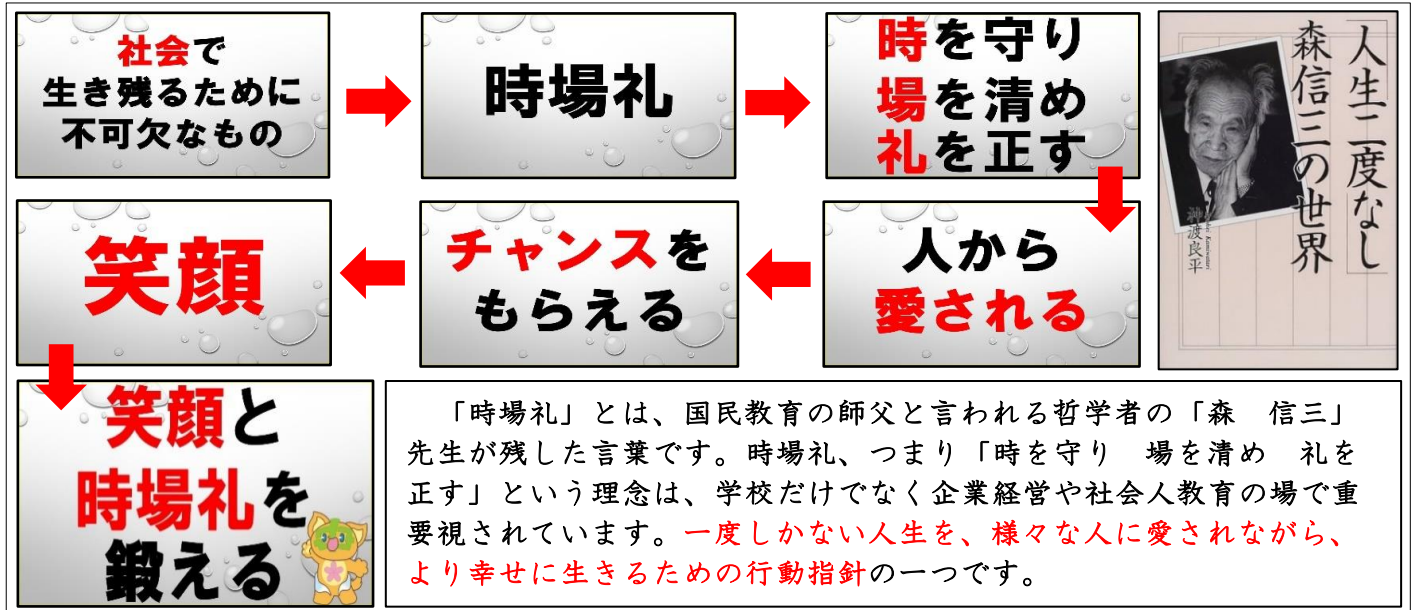 社会で
生き残るために
不可欠なもの
時場礼
時を守り
場を清め
礼を正す
人から
愛される
チャンスを
もらえる
笑顔
笑顔と
時場礼を
鍛える
「人生二度なし」
森信三の世界
神渡良平
Ryohei Kamiwatari
「時場礼」とは、国民教育の師父と言われる哲学者の「森　信三」
先生が残した言葉です。時場礼、つまり「時を守り　場を清め　礼を
正す」という理念は、学校だけでなく企業経営や社会人教育の場で重
要視されています。一度しかない人生を、様々な人に愛されながら、
より幸せに生きるための行動指針の一つです。